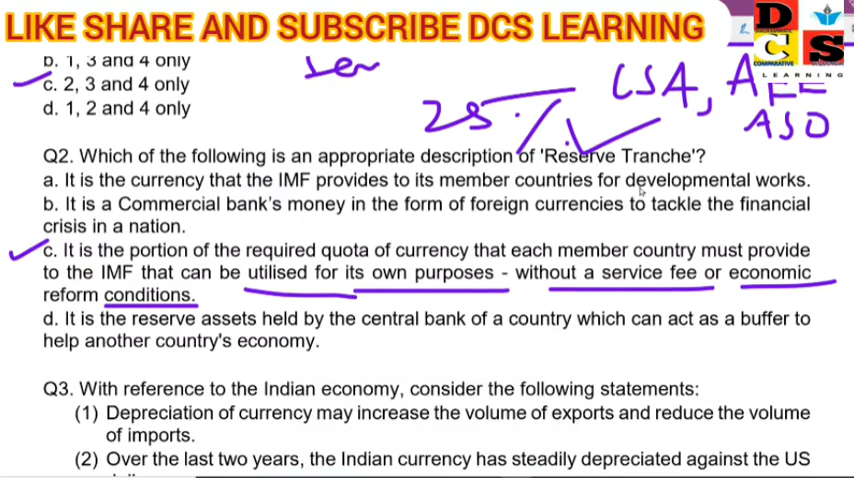 LIKE SHARE AND SUBSCRIBE DCS LEARNING
D
C
S
COMPARATIVE
LEARNING
b. 1, 3 and 4 only
c. 2, 3 and 4 only
d. 1, 2 and 4 only
25%
CSA, A
ASO
Q2. Which of the following is an appropriate description of 'Reserve Tranche'?
a. It is the currency that the IMF provides to its member countries for developmental works.
b. It is a Commercial bank's money in the form of foreign currencies to tackle the financial
crisis in a nation.
c. It is the portion of the required quota of currency that each member country must provide
to the IMF that can be utilised for its own purposes - without a service fee or economic
reform conditions.
d. It is the reserve assets held by the central bank of a country which can act as a buffer to
help another country's economy.
Q3. With reference to the Indian economy, consider the following statements:
(1) Depreciation of currency may increase the volume of exports and reduce the volume
of imports.
(2) Over the last two years, the Indian currency has steadily depreciated against the US